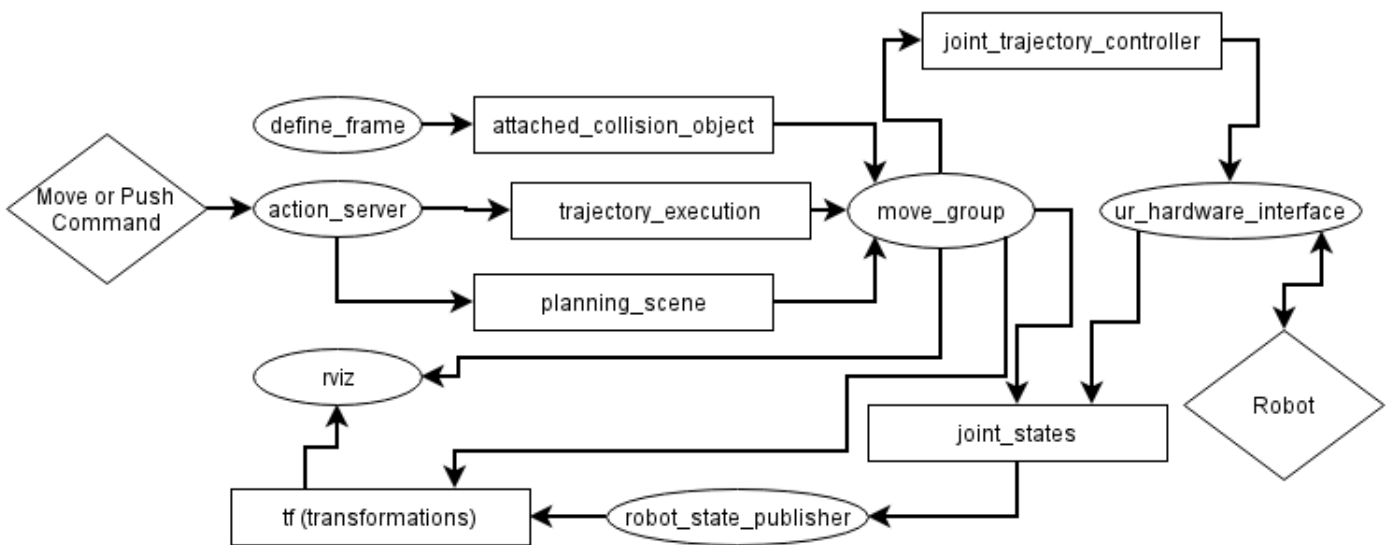 joint_trajectory_controller
define_frame
attached_collision_object
Move or Push
Command
action_server
trajectory_execution
move_group
ur_hardware_interface
planning_scene
rviz
Robot
joint_states
tf (transformations)
robot_state_publisher